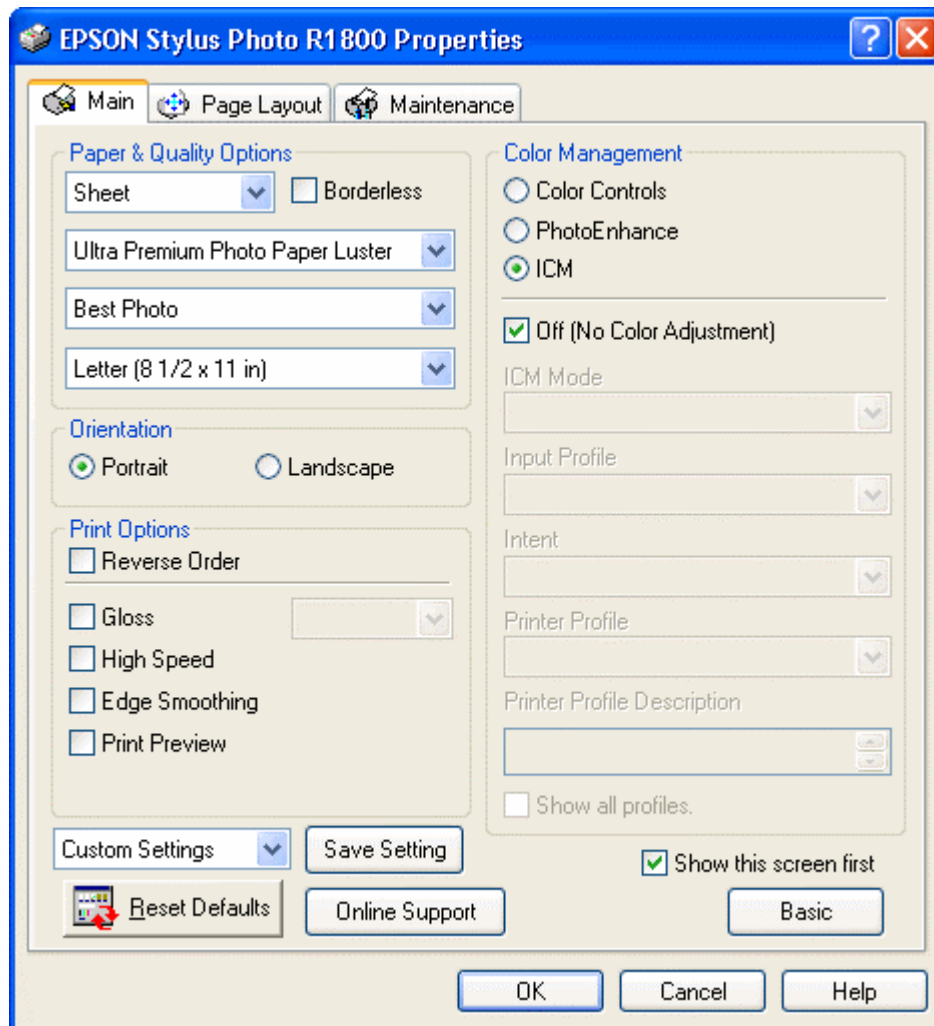 EPSON Stylus Photo R1800 Properties
Main
Page Layout
Maintenance
Paper & Quality Options
Sheet
Borderless
Ultra Premium Photo Paper Luster
Best Photo
Letter (8 1/2 x 11 in)
Orientation
Portrait
Landscape
Print Options
Reverse Order
Gloss
High Speed
Edge Smoothing
Print Preview
Color Management
Color Controls
PhotoEnhance
ICM
Off (No Color Adjustment)
ICM Mode
Input Profile
Intent
Printer Profile
Printer Profile Description
Show all profiles.
Custom Settings
Save Setting
Show this screen first
Reset Defaults
Online Support
Basic
OK
Cancel
Help